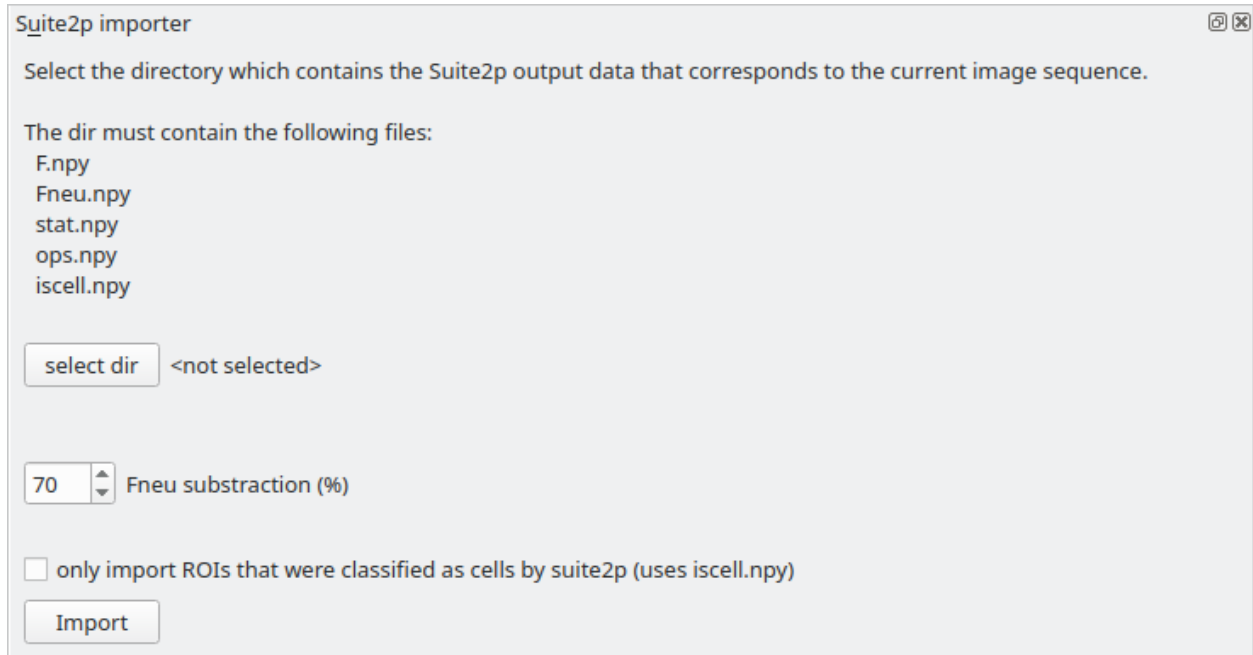 Suite2p importer
Select the directory which contains the Suite2p output data that corresponds to the current image sequence.
The dir must contain the following files:
F.npy
Fneu.npy
stat.npy
ops.npy
iscell.npy
select dir <not selected>
70 Fneu substraction (%)
only import ROIs that were classified as cells by suite2p (uses iscell.npy)
Import